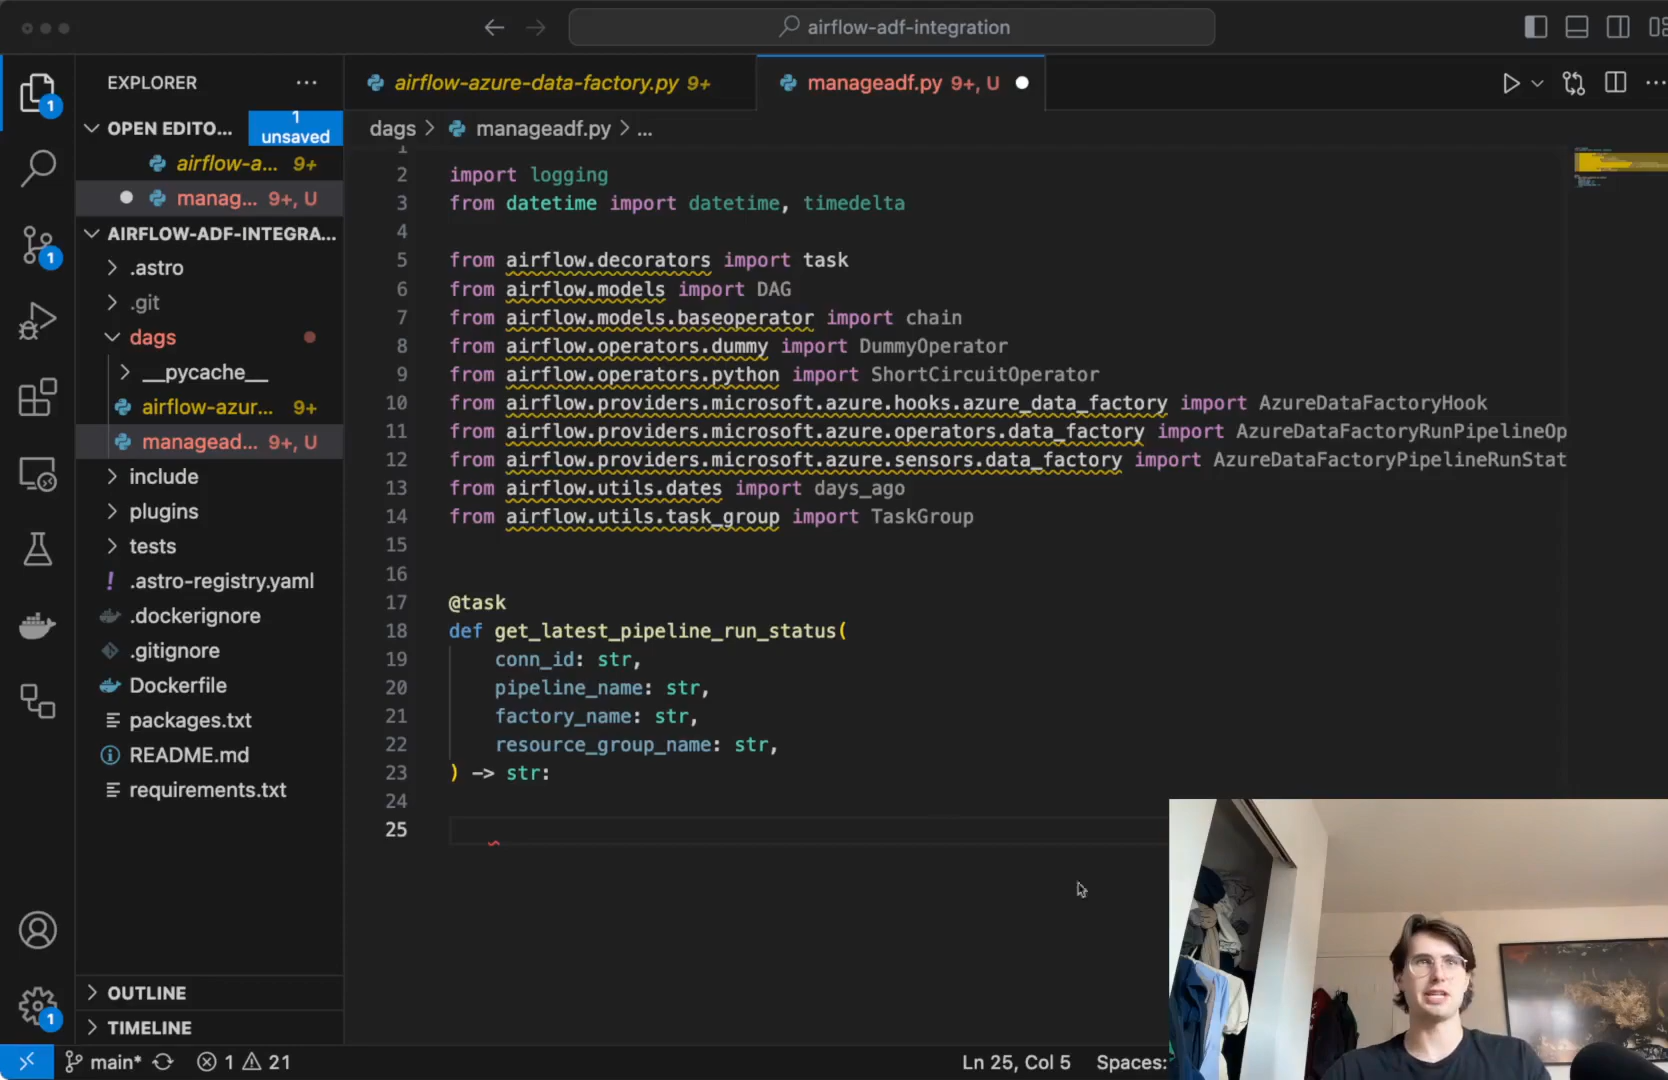 airflow-adf-integration
EXPLORER
airflow-azure-data-factory.py 9+
manageadf.py 9+, U
OPEN EDITO...
1
unsaved
dags > manageadf.py > ...
airflow-a... 9+
manag... 9+, U
AIRFLOW-ADF-INTEGRA...
.astro
.git
dags
__pycache__
airflow-azur... 9+
managead... 9+, U
include
plugins
tests
! .astro-registry.yaml
.dockerignore
.gitignore
Dockerfile
packages.txt
README.md
requirements.txt
OUTLINE
TIMELINE
1
1
1
1
2 import logging
3 from datetime import datetime, timedelta
4
5 from airflow.decorators import task
6 from airflow.models import DAG
7 from airflow.models.baseoperator import chain
8 from airflow.operators.dummy import DummyOperator
9 from airflow.operators.python import ShortCircuitOperator
10 from airflow.providers.microsoft.azure.hooks.azure_data_factory import AzureDataFactoryHook
11 from airflow.providers.microsoft.azure.operators.data_factory import AzureDataFactoryRunPipelineOp
12 from airflow.providers.microsoft.azure.sensors.data_factory import AzureDataFactoryPipelineRunStat
13 from airflow.utils.dates import days_ago
14 from airflow.utils.task_group import TaskGroup
15
16
17 @task
18 def get_latest_pipeline_run_status(
19 conn_id: str,
20 pipeline_name: str,
21 factory_name: str,
22 resource_group_name: str,
23 ) -> str:
24
25
main* 1 21
Ln 25, Col 5 Spaces: